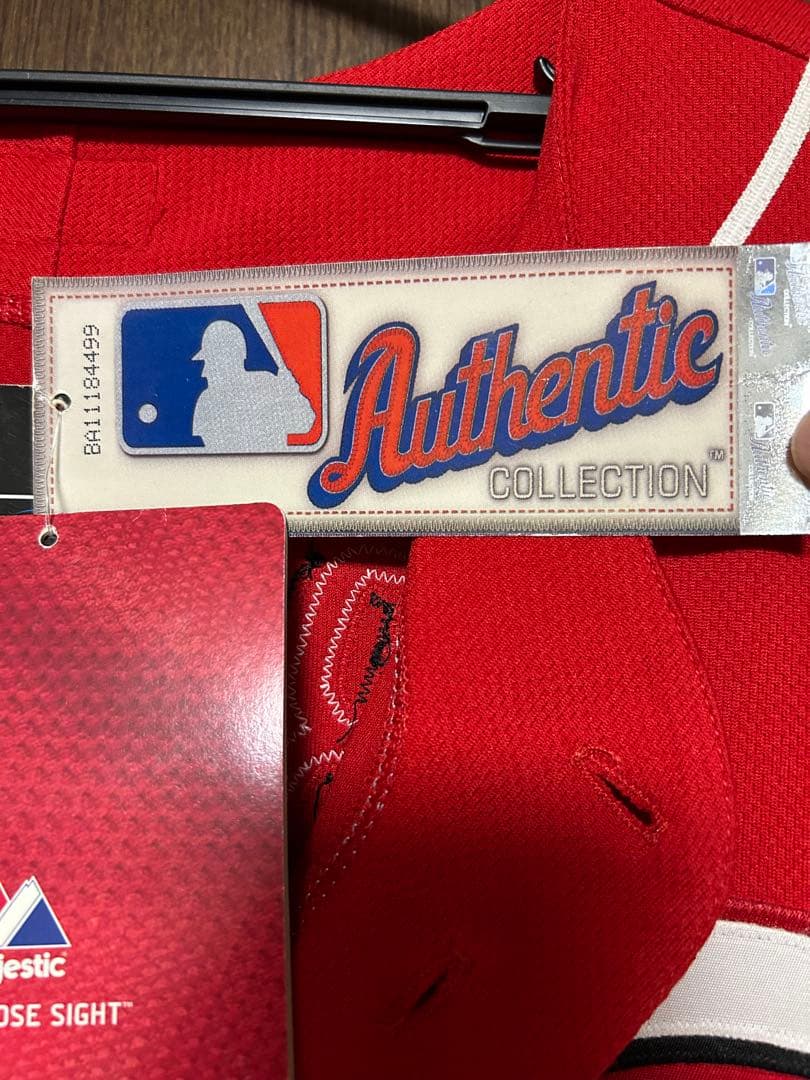 BA11184499
Authentic
COLLECTION™
jestic
OSE SIGHT™